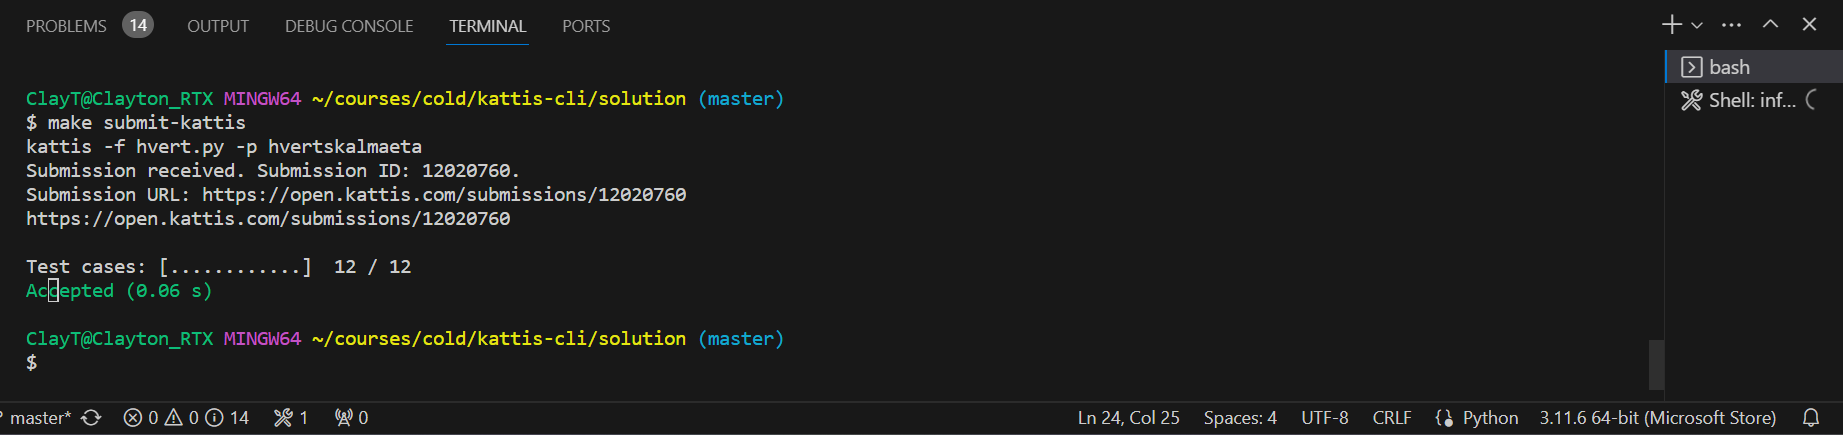 PROBLEMS 14 OUTPUT DEBUG CONSOLE TERMINAL PORTS
bash
Shell: inf...
ClayT@Clayton_RTX MINGW64 ~/courses/cold/kattis-cli/solution (master)
$ make submit-kattis
kattis -f hvert.py -p hvertskalmaeta
Submission received. Submission ID: 12020760.
Submission URL: https://open.kattis.com/submissions/12020760
https://open.kattis.com/submissions/12020760
Test cases: [............]  12 / 12
Accepted (0.06 s)
ClayT@Clayton_RTX MINGW64 ~/courses/cold/kattis-cli/solution (master)
$
master* 0 0 14 1 0 Ln 24, Col 25 Spaces: 4 UTF-8 CRLF Python 3.11.6 64-bit (Microsoft Store)